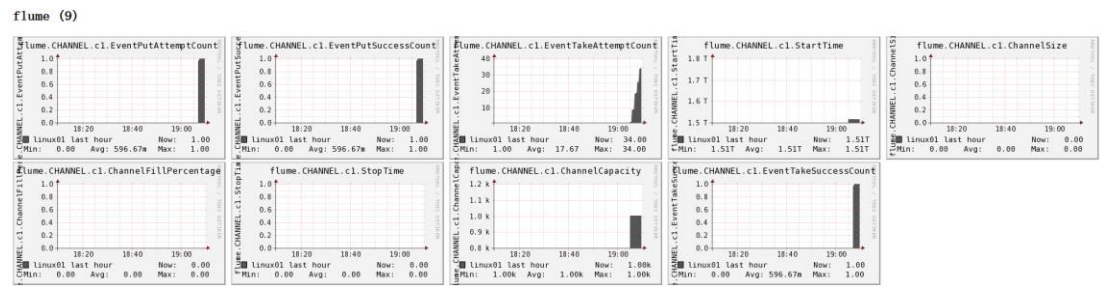 flume (9)
flume.CHANNEL.c1.EventPutAttemptCount
1.0
0.8
0.6
0.4
0.2
0.0
18:20 18:40 19:00
linux01 last hour Now: 1.00
Min: 0.00 Avg: 596.67m Max: 1.00
flume.CHANNEL.c1.EventPutSuccessCount
1.0
0.8
0.6
0.4
0.2
0.0
18:20 18:40 19:00
linux01 last hour Now: 1.00
Min: 0.00 Avg: 596.67m Max: 1.00
flume.CHANNEL.c1.EventTakeAttemptCount
40
30
20
10
18:20 18:40 19:00
linux01 last hour Now: 34.00
Min: 1.00 Avg: 17.67 Max: 34.00
flume.CHANNEL.c1.StartTime
1.8 T
1.7 T
1.6 T
1.5 T
18:20 18:40 19:00
linux01 last hour Now: 1.51T
Min: 1.51T Avg: 1.51T Max: 1.51T
flume.CHANNEL.c1.ChannelSize
1.0
0.8
0.6
0.4
0.2
0.0
18:20 18:40 19:00
linux01 last hour Now: 0.00
Min: 0.00 Avg: 0.00 Max: 0.00
flume.CHANNEL.c1.ChannelFillPercentage
1.0
0.8
0.6
0.4
0.2
0.0
18:20 18:40 19:00
linux01 last hour Now: 0.00
Min: 0.00 Avg: 0.00 Max: 0.00
flume.CHANNEL.c1.StopTime
1.0
0.8
0.6
0.4
0.2
0.0
18:20 18:40 19:00
linux01 last hour Now: 0.00
Min: 0.00 Avg: 0.00 Max: 0.00
flume.CHANNEL.c1.ChannelCapacity
1.2 k
1.1 k
1.0 k
0.9 k
0.8 k
18:20 18:40 19:00
linux01 last hour Now: 1.00k
Min: 1.00k Avg: 1.00k Max: 1.00k
flume.CHANNEL.c1.EventTakeSuccessCount
1.0
0.8
0.6
0.4
0.2
0.0
18:20 18:40 19:00
linux01 last hour Now: 1.00
Min: 0.00 Avg: 596.67m Max: 1.00